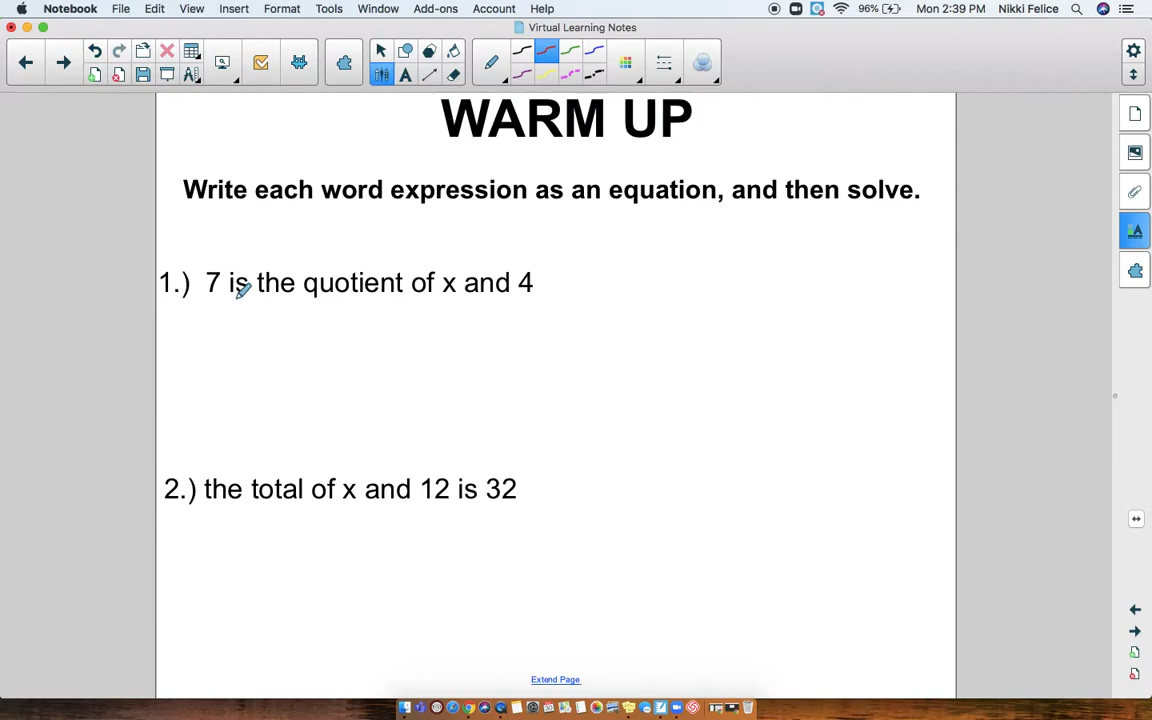 Notebook File Edit View Insert Format Tools Window Add-ons Account Help 96% Mon 2:39 PM Nikki Felice
Virtual Learning Notes
WARM UP
Write each word expression as an equation, and then solve.
1.) 7 is the quotient of x and 4
2.) the total of x and 12 is 32
Extend Page